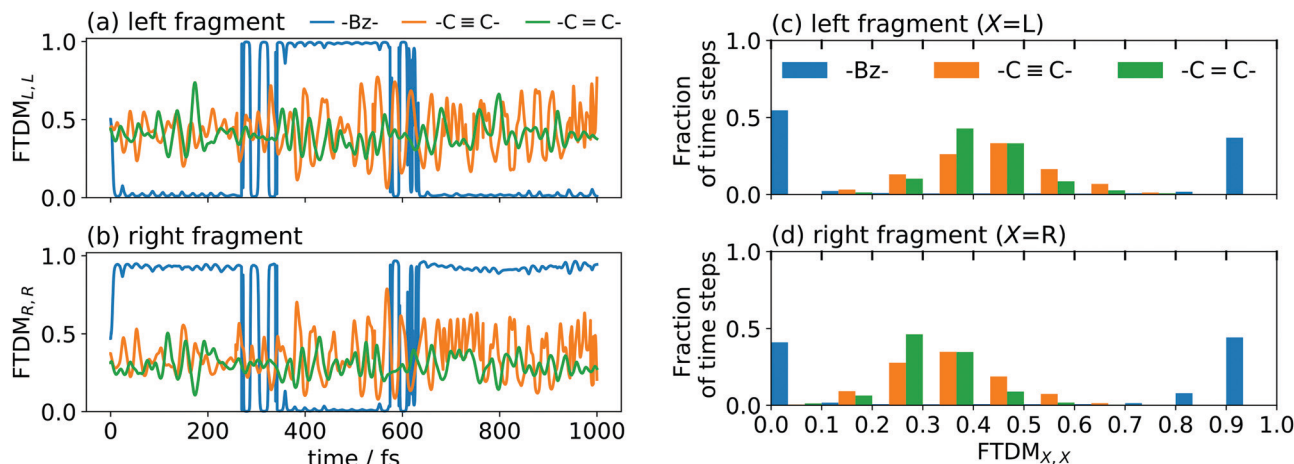 (a) left fragment -Bz- -C ≡ C- -C = C-
1.0
0.5
0.0
FTDM_{L, L}
(b) right fragment
1.0
0.5
0.0
FTDM_{R, R}
0 200 400 600 800 1000
time / fs
(c) left fragment (X=L)
1.0
0.5
0.0
Fraction
of time steps
-Bz- -C ≡ C- -C = C-
(d) right fragment (X=R)
1.0
0.5
0.0
Fraction
of time steps
0.0 0.1 0.2 0.3 0.4 0.5 0.6 0.7 0.8 0.9 1.0
FTDM_{X, X}